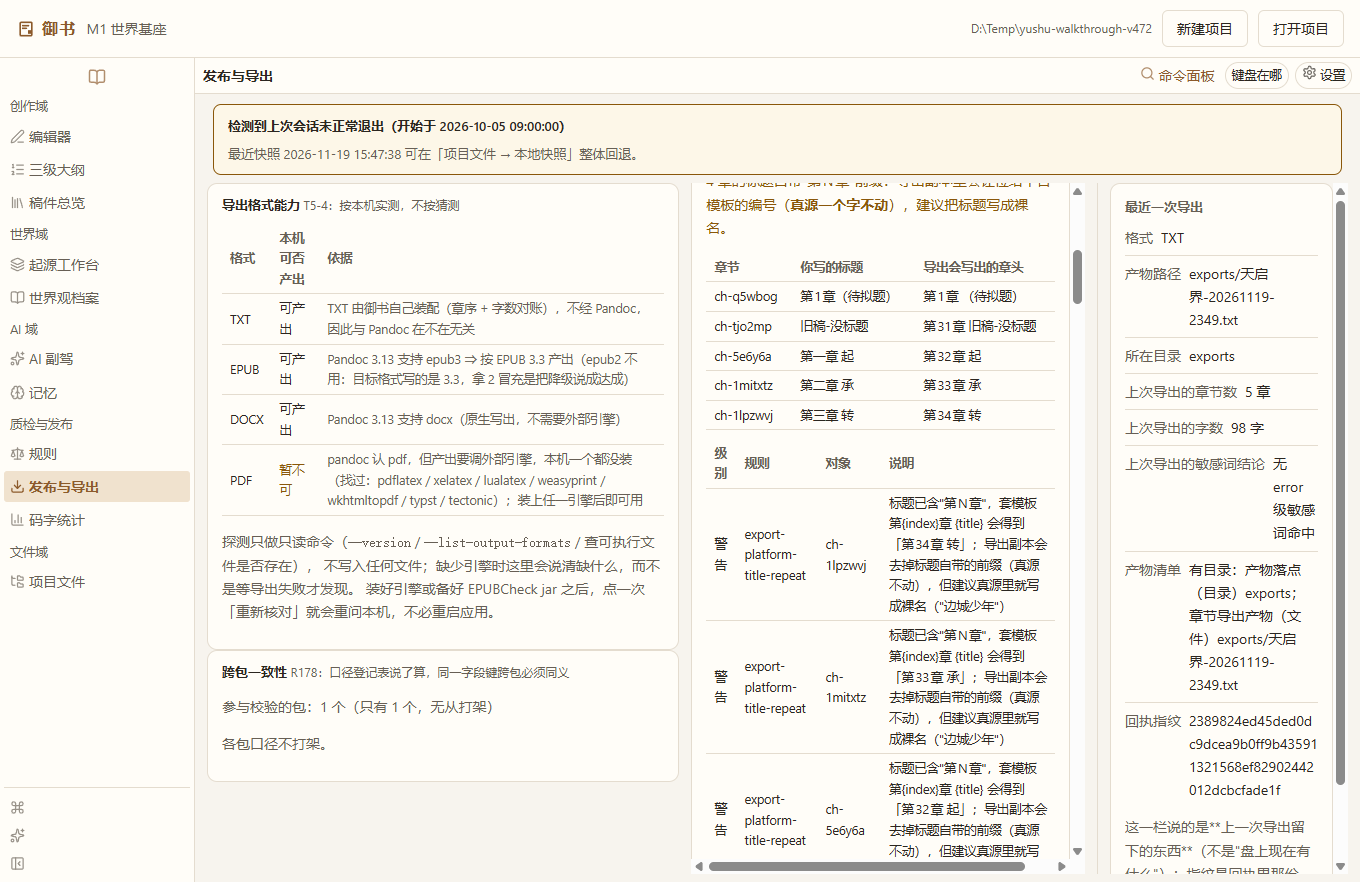 御书 M1 世界基座
D:\Temp\yushu-walkthrough-v472 新建项目 打开项目
创作域
编辑器
三级大纲
稿件总览
世界域
起源工作台
世界观档案
AI 域
AI 副驾
记忆
质检与发布
规则
发布与导出
码字统计
文件域
项目文件
发布与导出
命令面板 键盘在哪 设置
检测到上次会话未正常退出（开始于 2026-10-05 09:00:00）
最近快照 2026-11-19 15:47:38 可在「项目文件 → 本地快照」整体回退。
导出格式能力 T5-4：按本机实测，不按猜测
格式 本机可否产出 依据
TXT 可产出 TXT 由御书自己装配（章序 + 字数对账），不经 Pandoc，
因此与 Pandoc 在不在无关
EPUB 可产出 Pandoc 3.13 支持 epub3 ⇒ 按 EPUB 3.3 产出（epub2 不
用：目标格式写的是 3.3，拿 2 冒充是把降级说成达成）
DOCX 可产出 Pandoc 3.13 支持 docx（原生写出，不需要外部引擎）
PDF 暂不可 pandoc 认 pdf，但产出要调外部引擎，本机一个都没装
（找过：pdflatex / xelatex / lualatex / weasyprint /
wkhtmltopdf / typst / tectonic）；装上任一引擎后即可用
探测只做只读命令（—version / —list-output-formats / 查可执行文
件是否存在），不写入任何文件；缺少引擎时这里会说清缺什么，而不
是等导出失败才发现。 装好引擎或备好 EPUBCheck jar 之后，点一次
「重新核对」就会重问本机，不必重启应用。
跨包一致性 R178：口径登记表说了算，同一字段键跨包必须同义
参与校验的包：1 个（只有 1 个，无从打架）
各包口径不打架。
4 章的标题自带"第 N 章"前缀：导出副本里会让位给平台
模板的编号（真源一个字不动），建议把标题写成裸
名。
章节 你写的标题 导出会写出的章头
ch-q5wbog 第1章（待拟题） 第1章 （待拟题）
ch-tjo2mp 旧稿-没标题 第31章 旧稿-没标题
ch-5e6y6a 第一章 起 第32章 起
ch-1mitxtz 第二章 承 第33章 承
ch-1lpzwvj 第三章 转 第34章 转
级别 规则 对象 说明
警告 export-platform-title-repeat ch-1lpzwvj 标题已含"第 N 章"，套模板
第{index}章 {title} 会得到
「第34章 转」；导出副本会
去掉标题自带的前缀（真源
不动），但建议真源里就写
成裸名（"边城少年"）
警告 export-platform-title-repeat ch-1mitxtz 标题已含"第 N 章"，套模板
第{index}章 {title} 会得到
「第33章 承」；导出副本会
去掉标题自带的前缀（真源
不动），但建议真源里就写
成裸名（"边城少年"）
警告 export-platform-title-repeat ch-5e6y6a 标题已含"第 N 章"，套模板
第{index}章 {title} 会得到
「第32章 起」；导出副本会
去掉标题自带的前缀（真源
不动），但建议真源里就写
最近一次导出
格式 TXT
产物路径 exports/天启
界-20261119-
2349.txt
所在目录 exports
上次导出的章节数 5 章
上次导出的字数 98 字
上次导出的敏感词结论 无
error
级敏感
词命中
产物清单 有目录：产物落点
（目录）exports；
章节导出产物（文
件）exports/天启
界-20261119-
2349.txt
回执指纹 2389824ed45ded0d
c9dcea9b0ff9b43591
1321568ef82902442
012dcbcfade1f
这一栏说的是**上一次导出留
下的东西**（不是"盘上现在有
什么"）；指纹是回执里那份